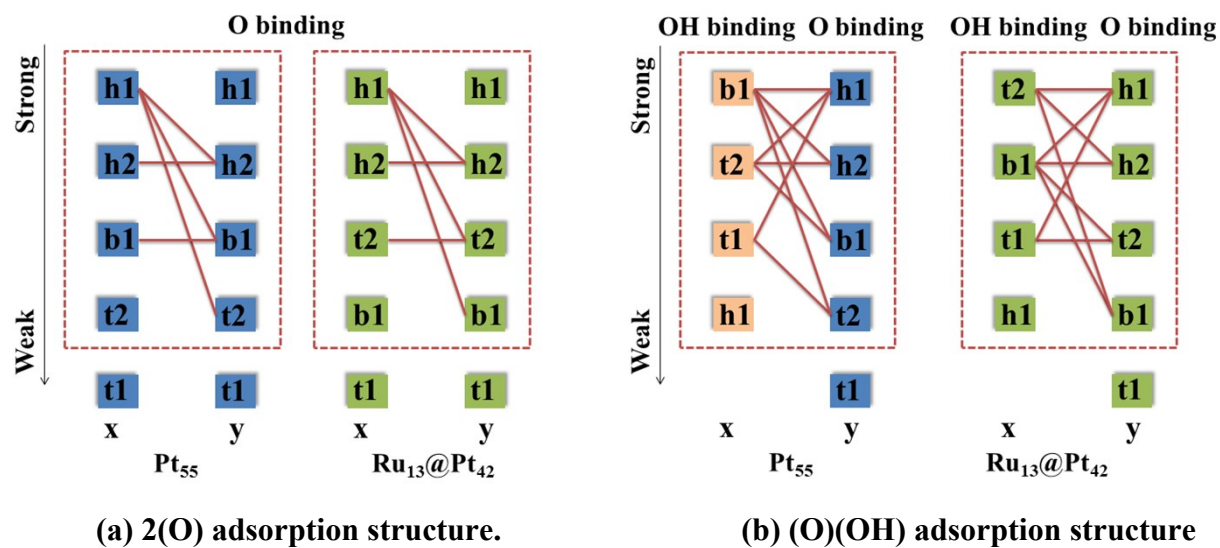 O binding
OH binding O binding OH binding O binding
Strong
Weak
h1 h1 h1 h1
h2 h2 h2 h2
b1 b1 t2 t2
t2 t2 b1 b1
t1 t1 t1 t1
x y x y
Pt₅₅ Ru₁₃@Pt₄₂
Strong
Weak
b1 h1 t2 h1
t2 h2 b1 h2
t1 b1 t1 t2
h1 t2 h1 b1
t1 t1
x y x y
Pt₅₅ Ru₁₃@Pt₄₂
(a) 2(O) adsorption structure.
(b) (O)(OH) adsorption structure